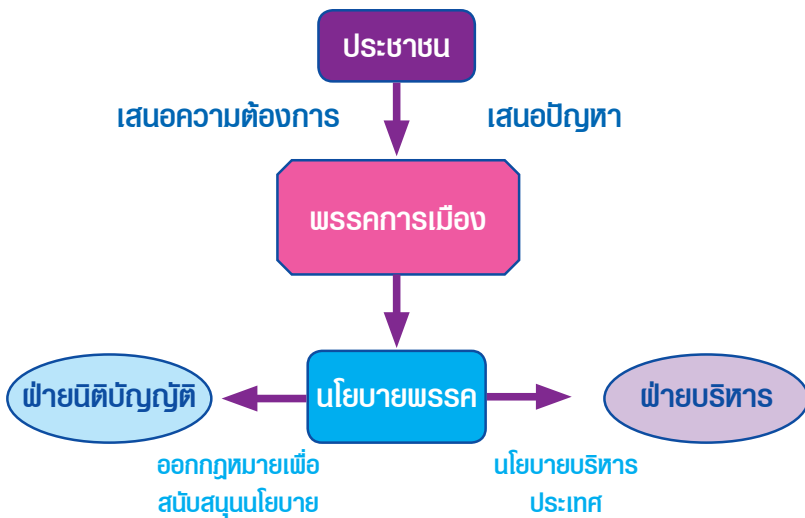 ประชาชน
เสนอความต้องการ
เสนอปัญหา
พรรคการเมือง
ฝ่ายนิติบัญญัติ
นโยบายพรรค
ฝ่ายบริหาร
ออกกฎหมายเพื่อ
สนับสนุนนโยบาย
นโยบายบริหาร
ประเทศ